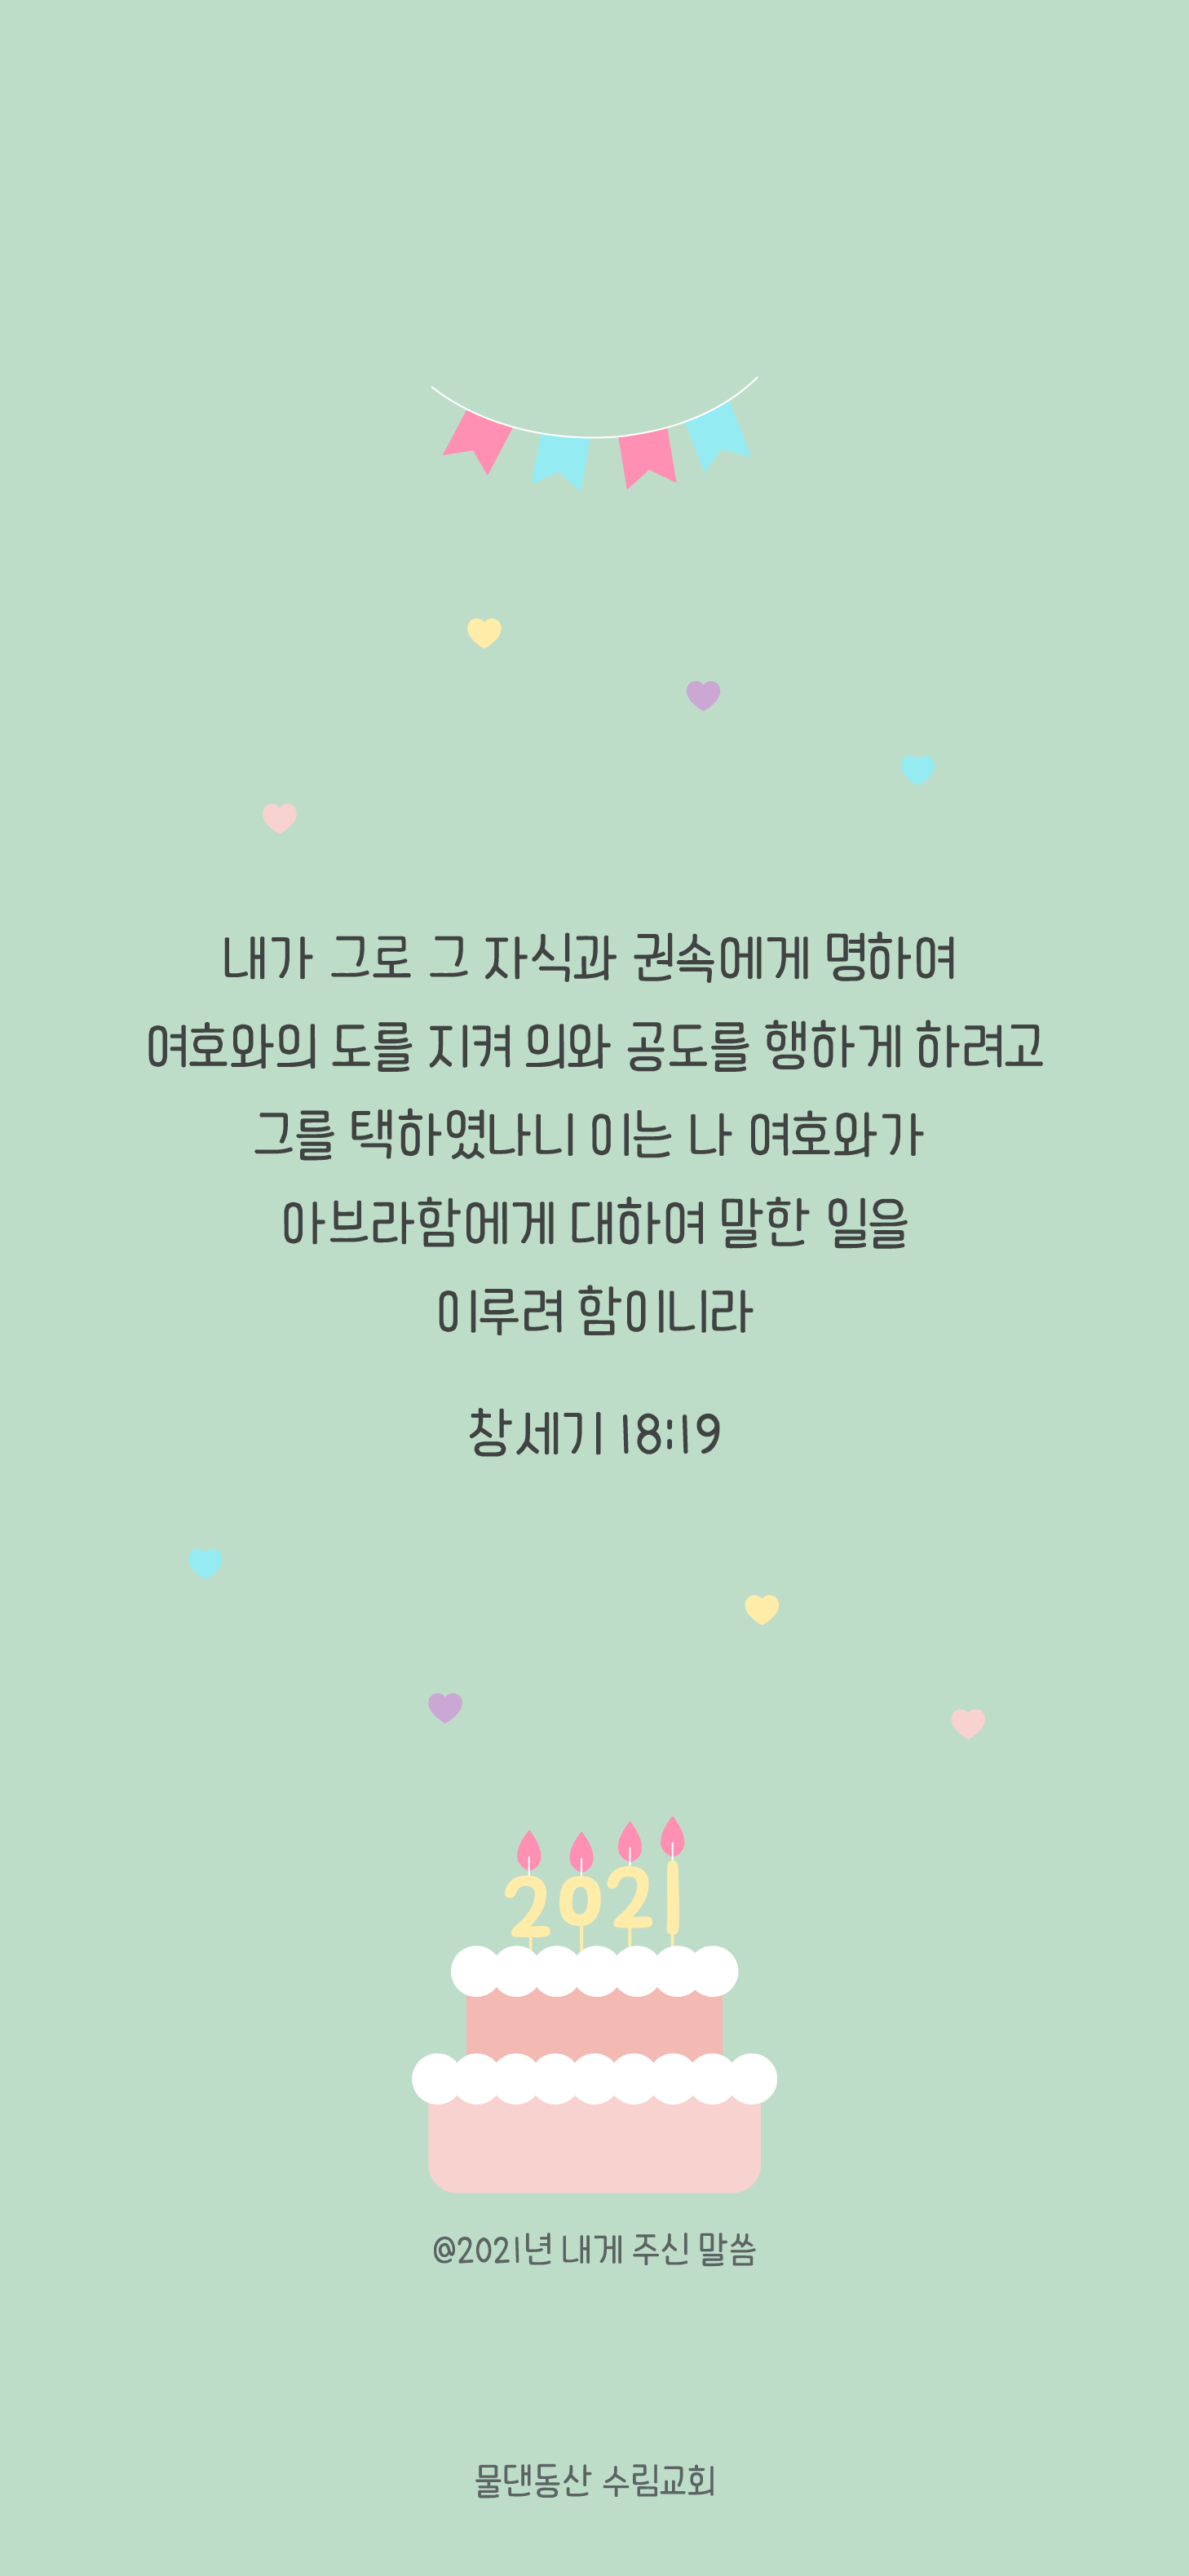 내가 그로 그 자식과 권속에게 명하여
여호와의 도를 지켜 의와 공도를 행하게 하려고
그를 택하였나니 이는 나 여호와가
아브라함에게 대하여 말한 일을
이루려 함이니라
창세기 18:19
2021
@2021년 내게 주신 말씀
물댄동산 수림교회